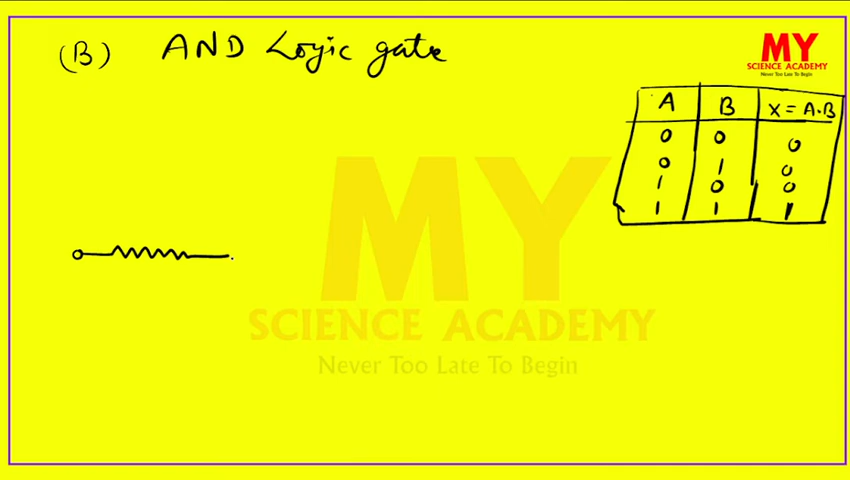 (B) AND Logic gate
MY
SCIENCE ACADEMY
Never Too Late To Begin
A B X = A.B
0 0 0
0 1 0
1 0 0
1 1 1
MY
SCIENCE ACADEMY
Never Too Late To Begin